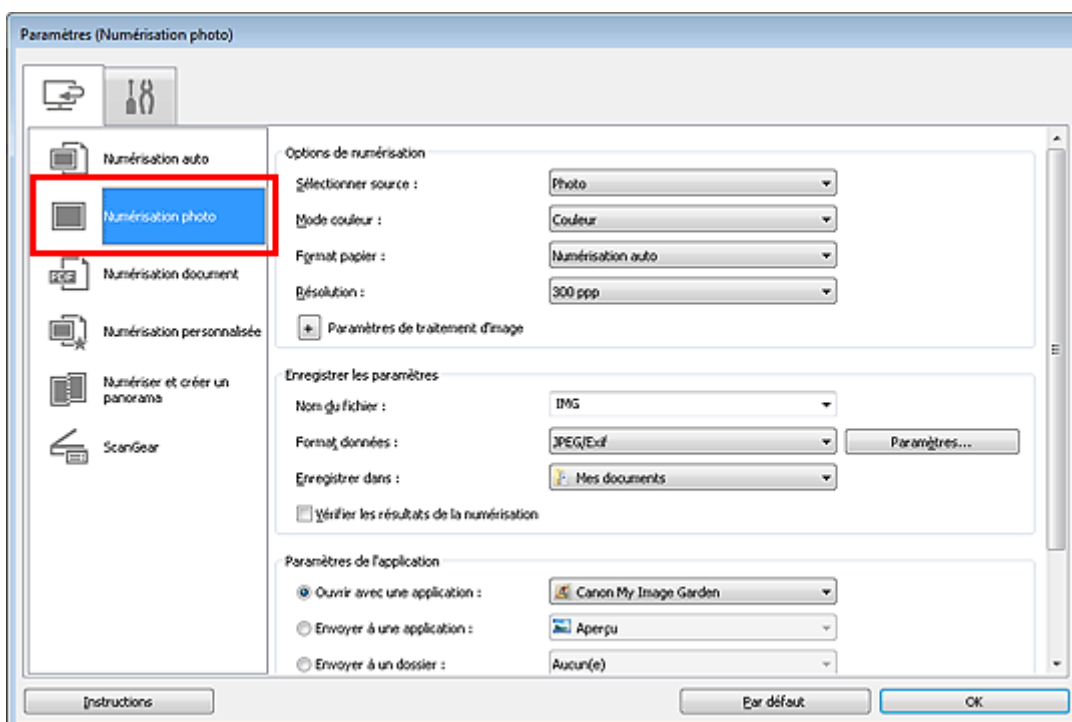 Paramètres (Numérisation photo)
Numérisation auto
Numérisation photo
PDF
Numérisation document
Numérisation personnalisée
Numériser et créer un
panorama
ScanGear
Options de numérisation
Sélectionner source : Photo
Mode couleur : Couleur
Format papier : Numérisation auto
Résolution : 300 ppp
+ Paramètres de traitement d'image
Enregistrer les paramètres
Nom du fichier : IMG
Format données : JPEG/Exif Paramètres...
Enregistrer dans : Mes documents
Vérifier les résultats de la numérisation
Paramètres de l'application
Ouvrir avec une application : Canon My Image Garden
Envoyer à une application : Aperçu
Envoyer à un dossier : Aucun(e)
Instructions Par défaut OK